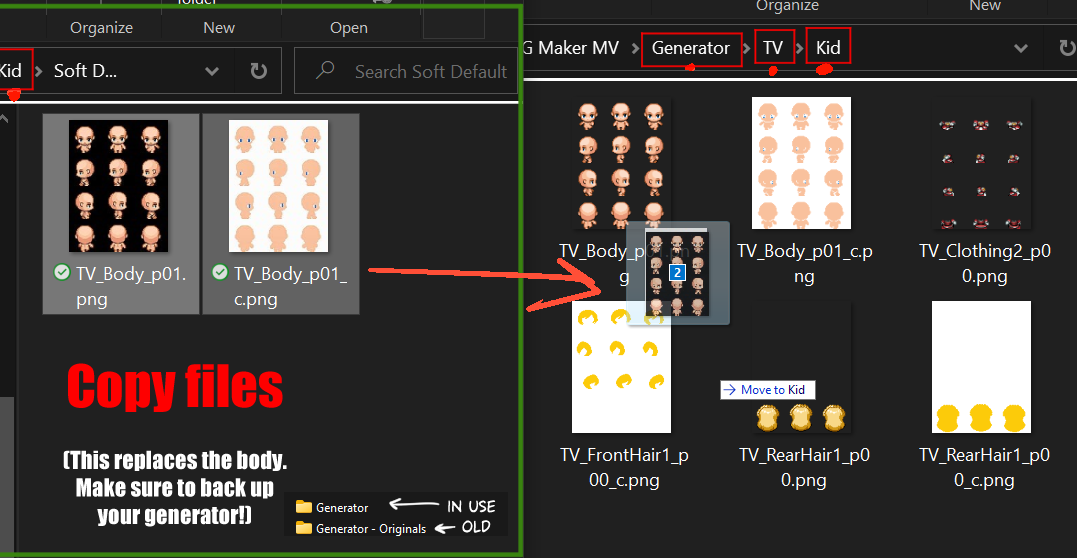 folder
Organize
New
Open
Kid
Soft D...
Search Soft Default
TV_Body_p01.
png
TV_Body_p01_
c.png
Copy files
(This replaces the body.
Make sure to back up
your generator!)
Generator
IN USE
Generator - Originals
OLD
Organize
New
G Maker MV
Generator
TV
Kid
TV_Body_p
g
TV_Body_p01_c.p
ng
TV_Clothing2_p0
0.png
2
Move to Kid
TV_FrontHair1_p
00_c.png
TV_RearHair1_p0
0.png
TV_RearHair1_p0
0_c.png